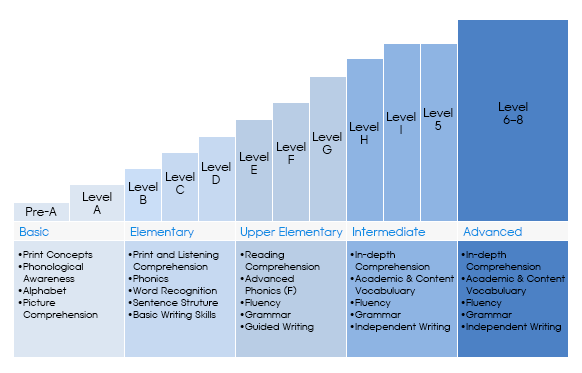 Pre-A
Level
A
Level
B
Level
C
Level
D
Level
E
Level
F
Level
G
Level
H
Level
I
Level
5
Level
6–8
Basic
•Print Concepts
•Phonological
Awareness
•Alphabet
•Picture
Comprehension
Elementary
•Print and Listening
Comprehension
•Phonics
•Word Recognition
•Sentence Struture
•Basic Writing Skills
Upper Elementary
•Reading
Comprehension
•Advanced
Phonics (F)
•Fluency
•Grammar
•Guided Writing
Intermediate
•In-depth
Comprehension
•Academic & Content
Vocabuluary
•Fluency
•Grammar
•Independent Writing
Advanced
•In-depth
Comprehension
•Academic & Content
Vocabuluary
•Fluency
•Grammar
•Independent Writing